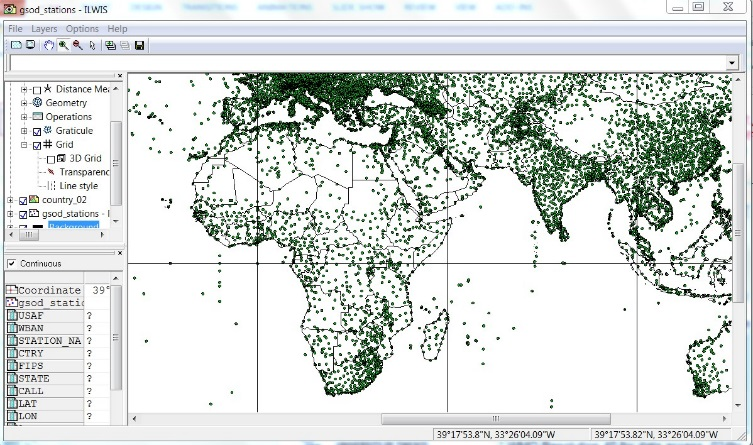 gsod_stations - ILWIS
File Layers Options Help
Distance Mea
Geometry
Operations
Graticule
Grid
3D Grid
Transparenc
Line style
country_02
gsod_stations -
Background
Continuous
Coordinate 39°
gsod_static
USAF ?
WBAN ?
STATION_NA ?
CTRY ?
FIPS ?
STATE ?
CALL ?
LAT ?
LON ?
39°17'53.8"N, 33°26'04.09"W 39°17'53.82"N, 33°26'04.09"W